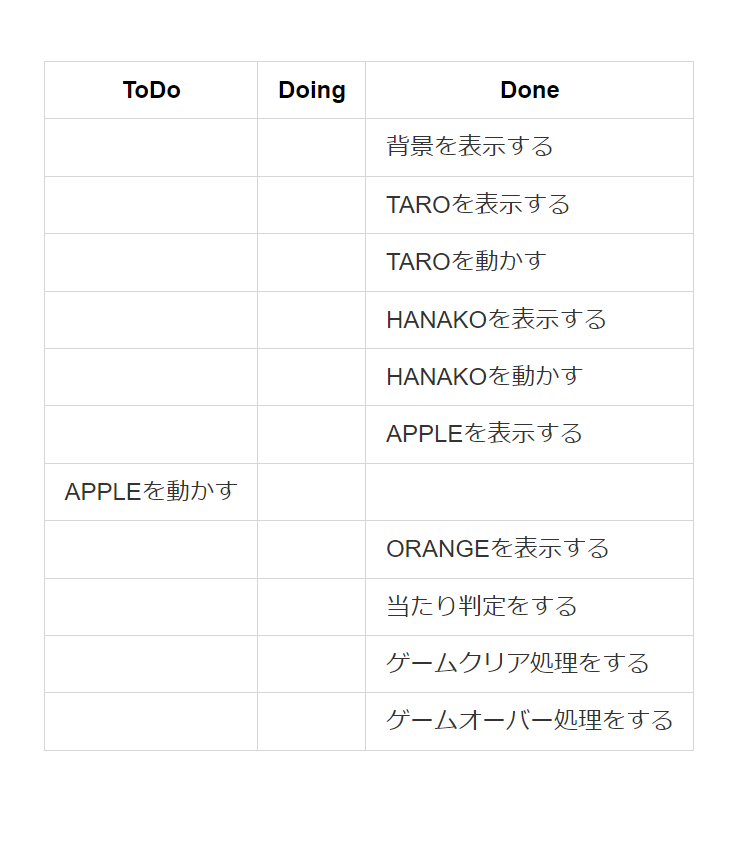 ToDo Doing Done
背景を表示する
TAROを表示する
TAROを動かす
HANAKOを表示する
HANAKOを動かす
APPLEを表示する
APPLEを動かす
ORANGEを表示する
当たり判定をする
ゲームクリア処理をする
ゲームオーバー処理をする